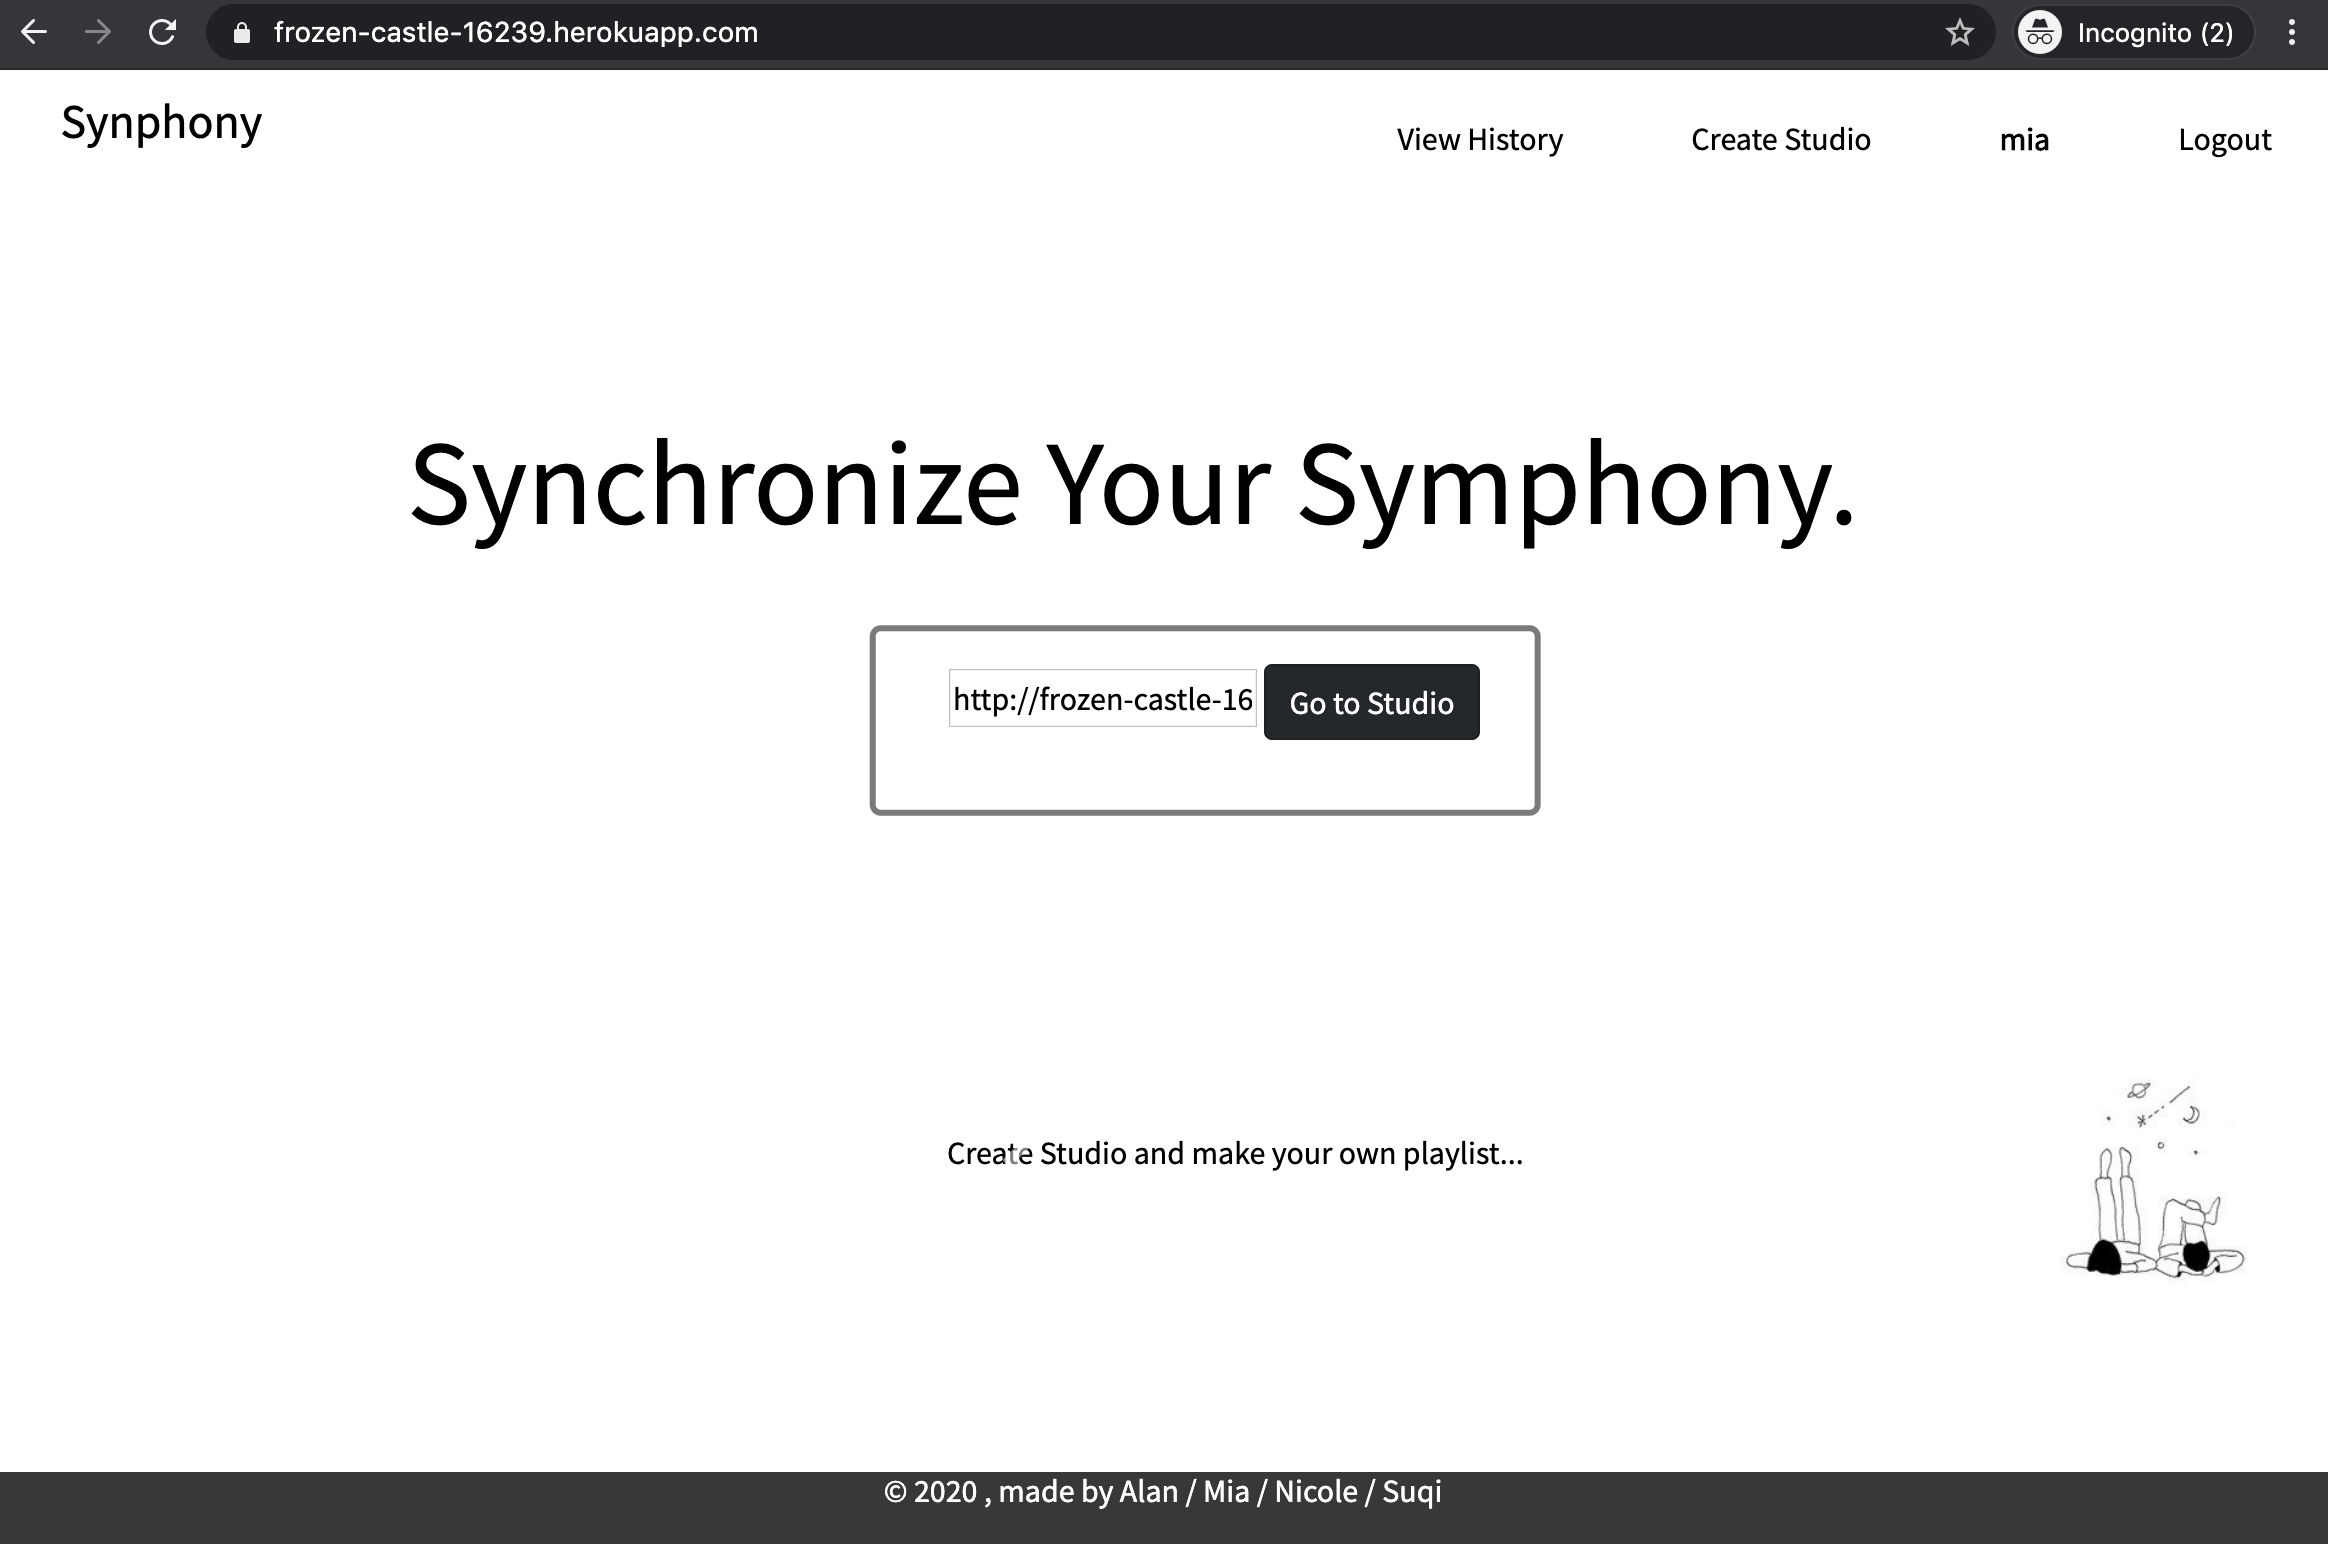 frozen-castle-16239.herokuapp.com
Incognito (2)
Synphony
View History
Create Studio
mia
Logout
Synchronize Your Symphony.
http://frozen-castle-16
Go to Studio
Create Studio and make your own playlist...
© 2020 , made by Alan / Mia / Nicole / Suqi